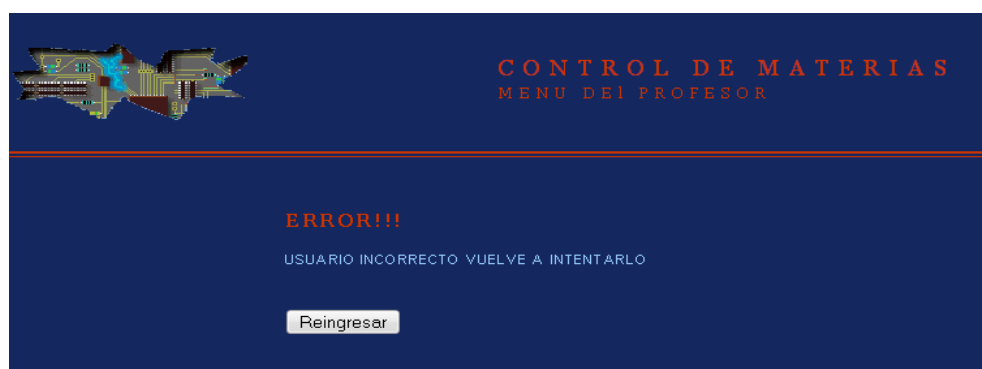 CONTROL DE MATERIAS
MENU DEl PROFESOR
ERROR!!!
USUARIO INCORRECTO VUELVE A INTENTARLO
Reingresar